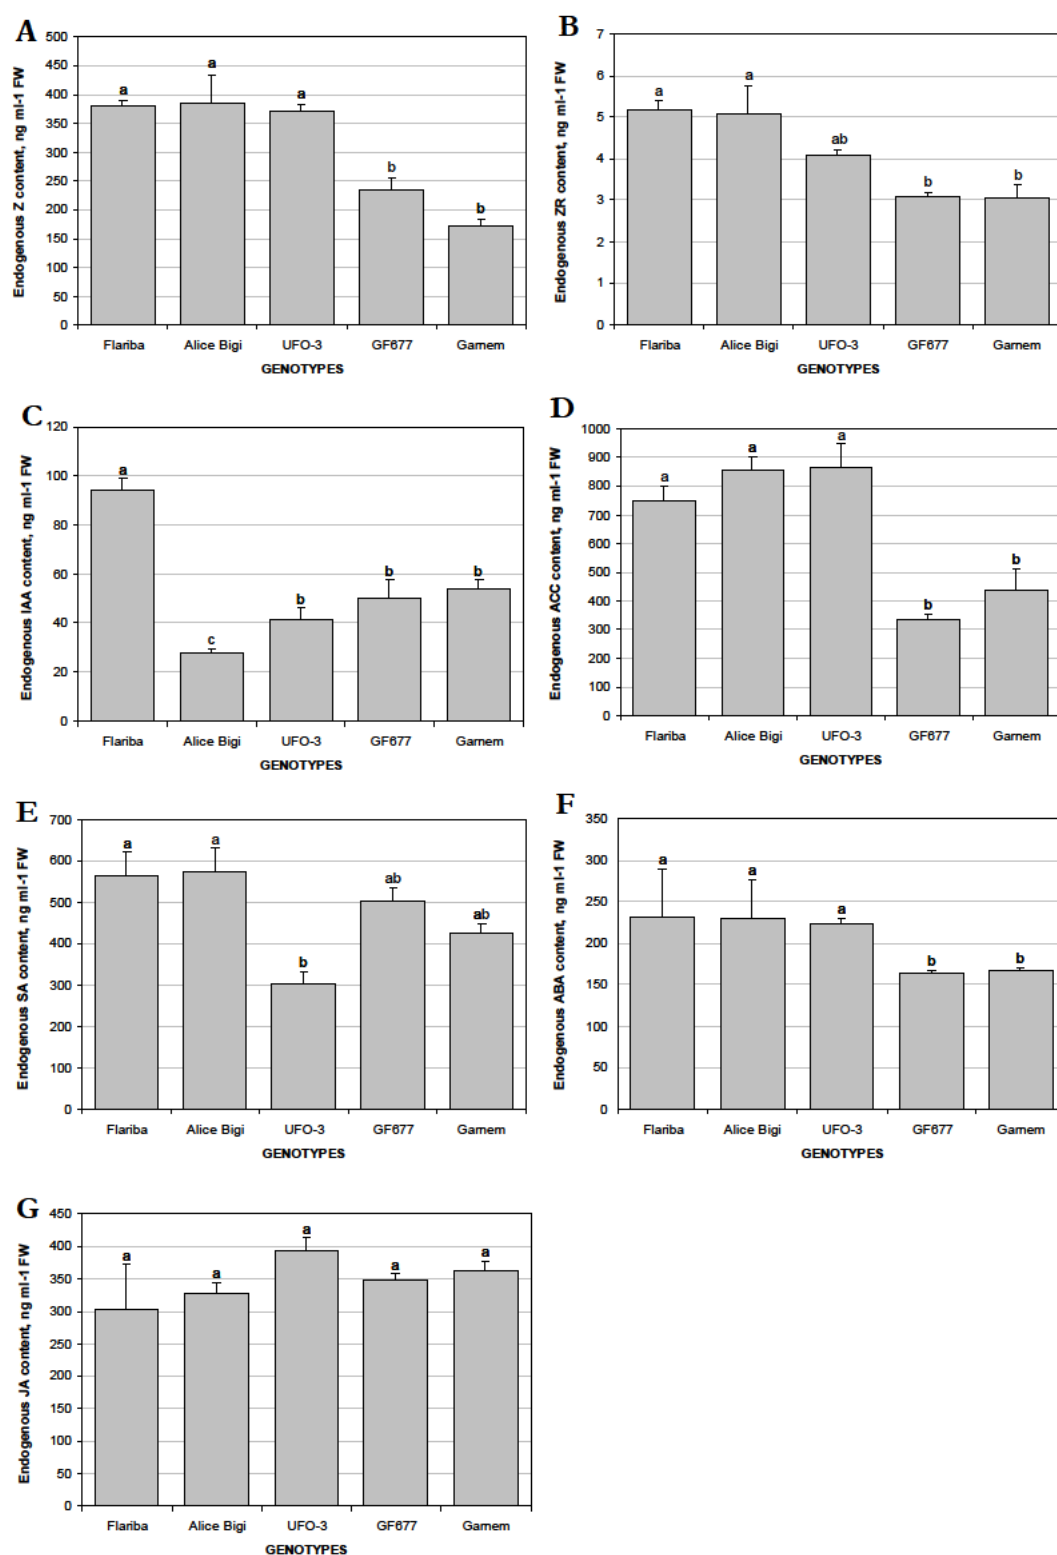 A
Endogenous Z content, ng ml-1 FW
500
450
400
350
300
250
200
150
100
50
0
a
a
a
b
b
Flariba Alice Bigi UFO-3 GF677 Garnem
GENOTYPES
B
Endogenous ZR content, ng ml-1 FW
7
6
5
4
3
2
1
0
a
a
ab
b
b
Flariba Alice Bigi UFO-3 GF677 Garnem
GENOTYPES
C
Endogenous IAA content, ng ml-1 FW
120
100
80
60
40
20
0
a
c
b
b
b
Flariba Alice Bigi UFO-3 GF677 Garnem
GENOTYPES
D
Endogenous ACC content, ng ml-1 FW
1000
900
800
700
600
500
400
300
200
100
0
a
a
a
b
b
Flariba Alice Bigi UFO-3 GF677 Garnem
GENOTYPES
E
Endogenous SA content, ng ml-1 FW
700
600
500
400
300
200
100
0
a
a
b
ab
ab
Flariba Alice Bigi UFO-3 GF677 Garnem
GENOTYPES
F
Endogenous ABA content, ng ml-1 FW
350
300
250
200
150
100
50
0
a
a
a
b
b
Flariba Alice Bigi UFO-3 GF677 Garnem
GENOTYPES
G
Endogenous JA content, ng ml-1 FW
450
400
350
300
250
200
150
100
50
0
a
a
a
a
a
Flariba Alice Bigi UFO-3 GF677 Garnem
GENOTYPES